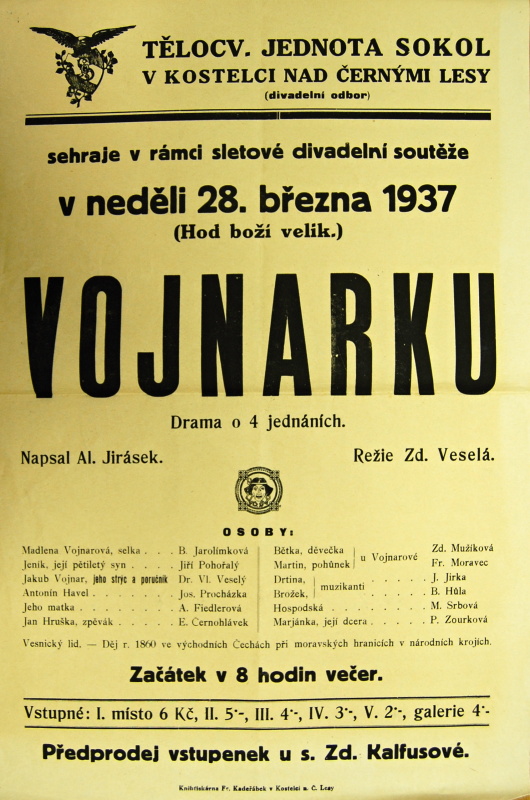 TĚLOCV. JEDNOTA SOKOL
V KOSTELCI NAD ČERNÝMI LESY
(divadelní odbor)
sehraje v rámci sletové divadelní soutěže
v neděli 28. března 1937
(Hod boží velik.)
VOJNARKU
Drama o 4 jednáních.
Napsal Al. Jirásek. Režie Zd. Veselá.
OSOBY:
Madlena Vojnarová, selka . . . B. Jarolímková
Jeník, její pětiletý syn . . . . Jiří Pohořalý
Jakub Vojnar, jeho strýc a poručník Dr. Vl. Veselý
Antonín Havel . . . . . . Jos. Procházka
Jeho matka . . . . . . . A. Fiedlerová
Jan Hruška, zpěvák . . . . . E. Černohlávek
Bětka, děvečka u Vojnarové Zd. Mužíková
Martin, pohůnek Fr. Moravec
Drtina, muzikanti . . . . . J. Jirka
Brožek, . . . . . B. Hůla
Hospodská . . . . . . . . M. Srbová
Marjánka, její dcera . . . . . P. Zourková
Vesnický lid. — Děj r. 1860 ve východních Čechách při moravských hranicích v národních krojích.
Začátek v 8 hodin večer.
Vstupné: I. místo 6 Kč, II. 5·-, III. 4·-, IV. 3·-, V. 2·-, galerie 4·-
Předprodej vstupenek u s. Zd. Kalfusové.
Knihtiskárna Fr. Kadeřábek v Kostelci n. Č. Lesy